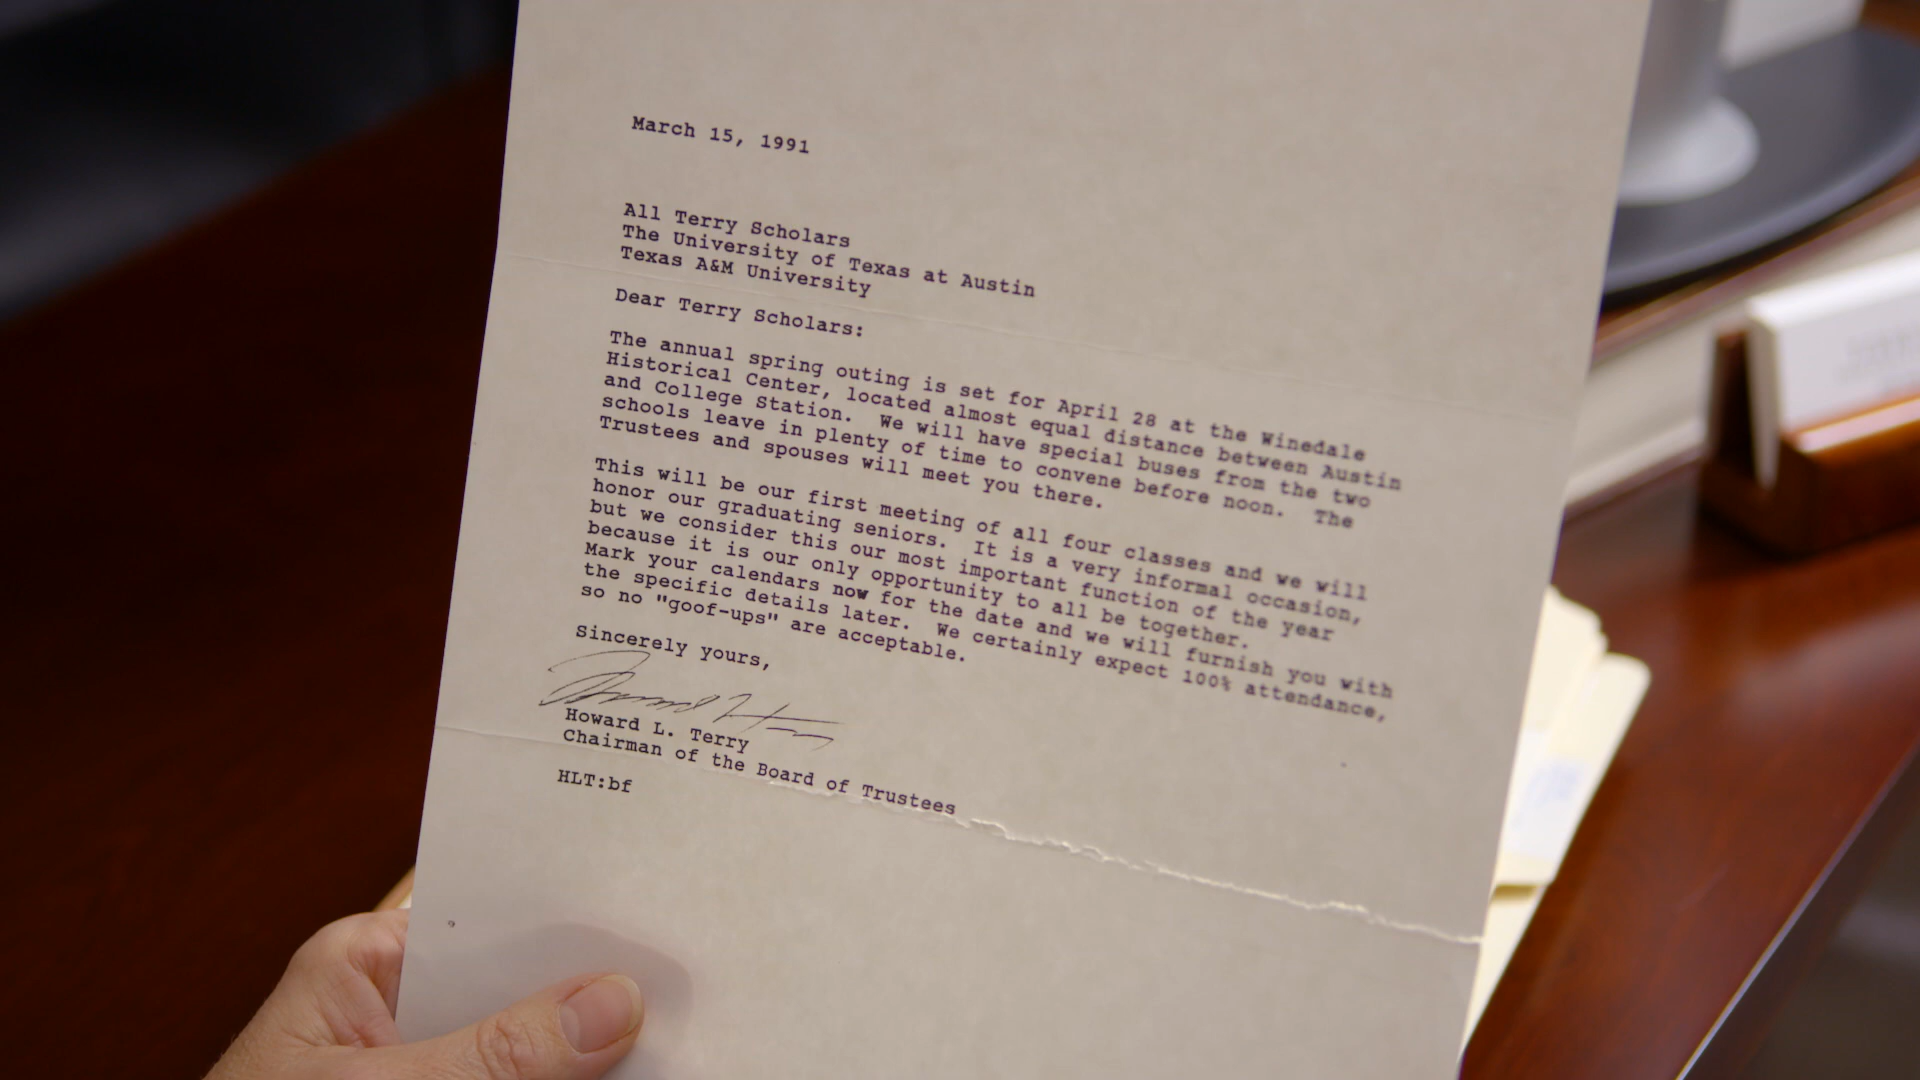 March 15, 1991
All Terry Scholars
The University of Texas at Austin
Texas A&M University
Dear Terry Scholars:
The annual spring outing is set for April 28 at the Winedale
Historical Center, located almost equal distance between Austin
and College Station.  We will have special buses from the two
schools leave in plenty of time to convene before noon.  The
Trustees and spouses will meet you there.
This will be our first meeting of all four classes and we will
honor our graduating seniors.  It is a very informal occasion,
but we consider this our most important function of the year
because it is our only opportunity to all be together.
Mark your calendars now for the date and we will furnish you with
the specific details later.  We certainly expect 100% attendance,
so no "goof-ups" are acceptable.
Sincerely yours,
Howard L. Terry
Chairman of the Board of Trustees
HLT:bf